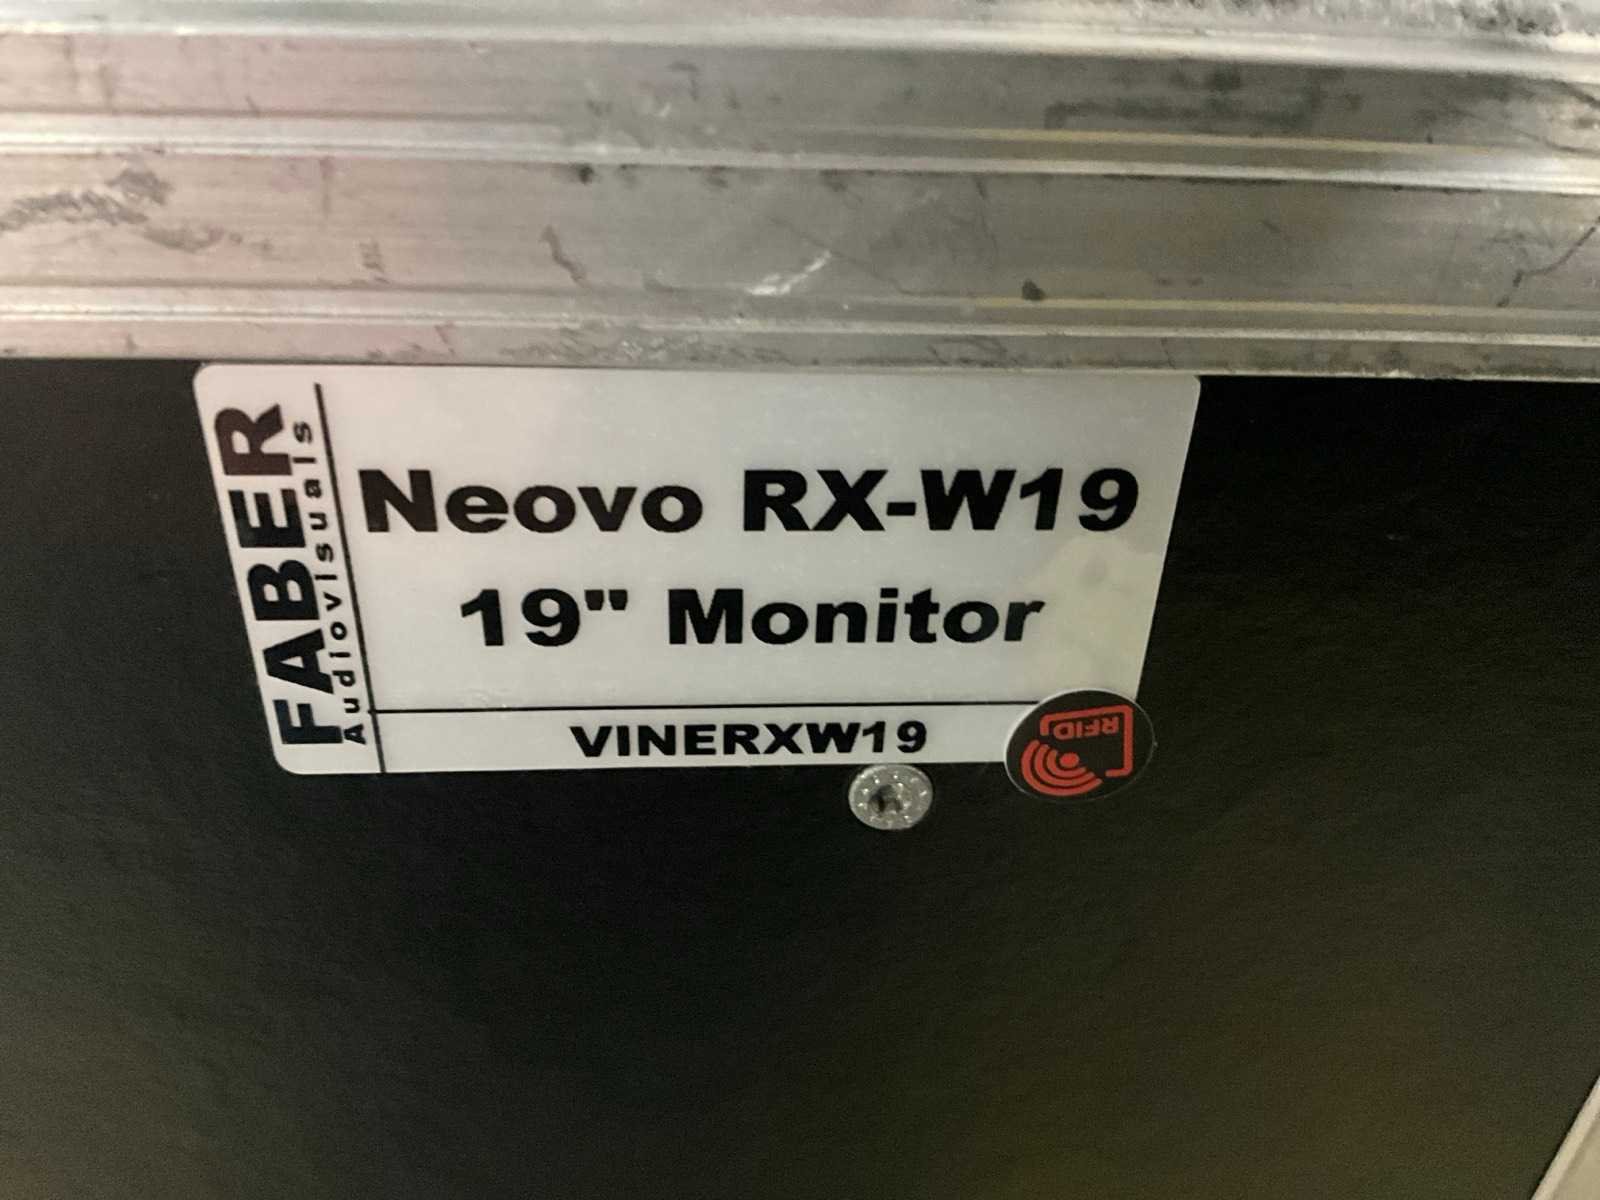 FABER
Audiovisuals
Neovo RX-W19
19" Monitor
VINERXW19
RFID